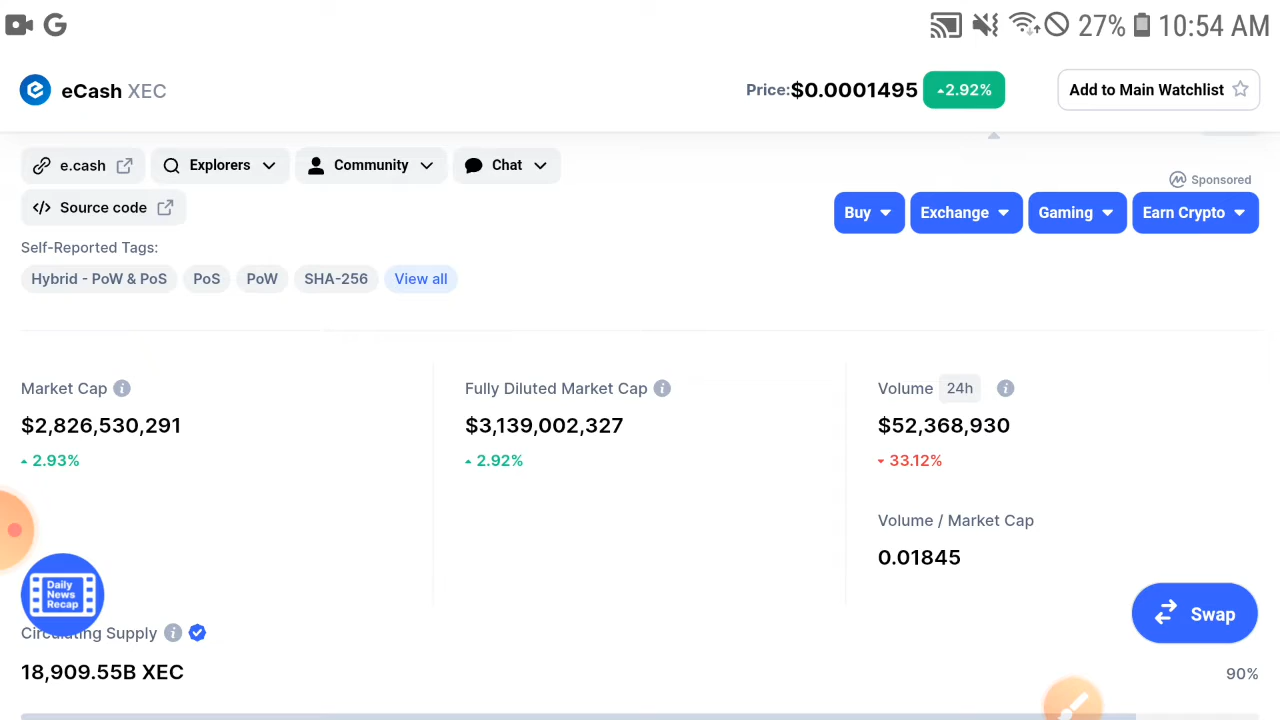 27% 10:54 AM
eCash XEC
Price:$0.0001495 2.92% Add to Main Watchlist
e.cash Explorers Community Chat
Sponsored
Source code
Buy Exchange Gaming Earn Crypto
Self-Reported Tags:
Hybrid - PoW & PoS PoS PoW SHA-256 View all
Market Cap Fully Diluted Market Cap Volume 24h
$2,826,530,291 $3,139,002,327 $52,368,930
2.93% 2.92% 33.12%
Volume / Market Cap
0.01845
Daily
News
Recap
Swap
Circulating Supply
18,909.55B XEC 90%